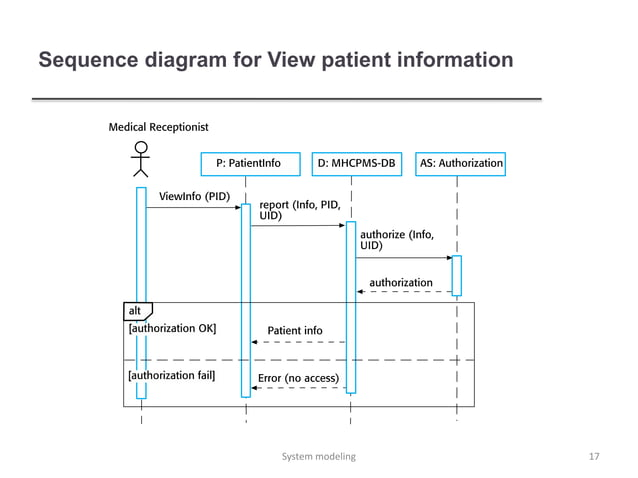 Sequence diagram for View patient information
Medical Receptionist
P: PatientInfo
D: MHCPMS-DB
AS: Authorization
ViewInfo (PID)
report (Info, PID,
UID)
authorize (Info,
UID)
authorization
alt
[authorization OK]
Patient info
[authorization fail]
Error (no access)
System modeling
17